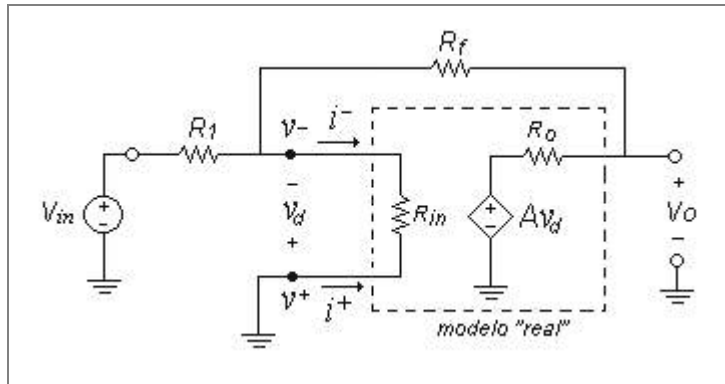 Rf
R1
v-
i-
Ro
Vin
+
-
-
vd
+
Rin
+
-
Avd
+
Vo
-
v+
i+
modelo "real"